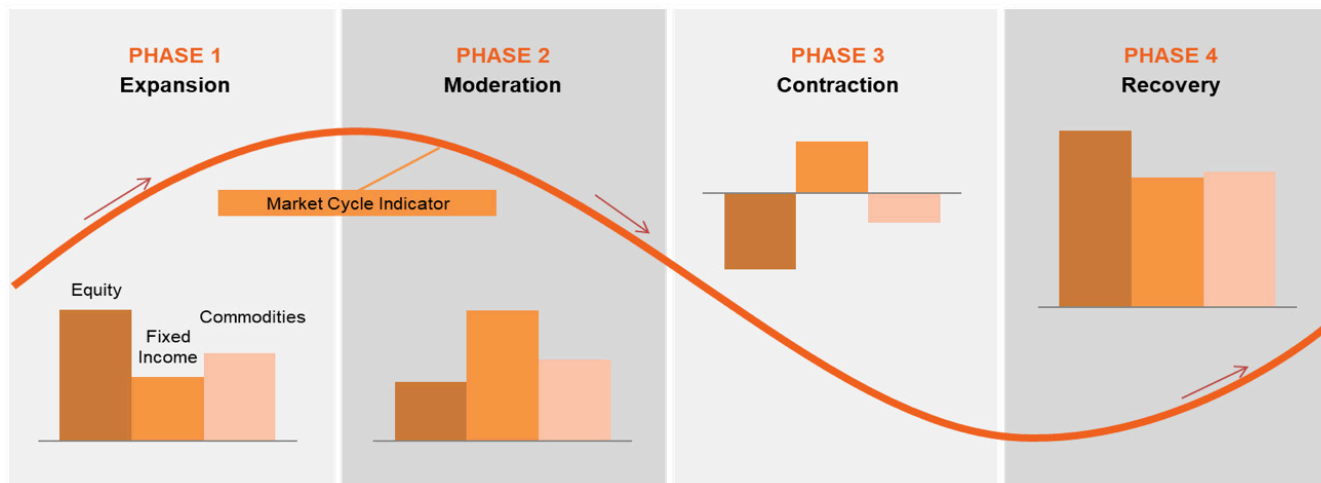 PHASE 1
Expansion
PHASE 2
Moderation
PHASE 3
Contraction
PHASE 4
Recovery
Market Cycle Indicator
Equity
Fixed
Income
Commodities